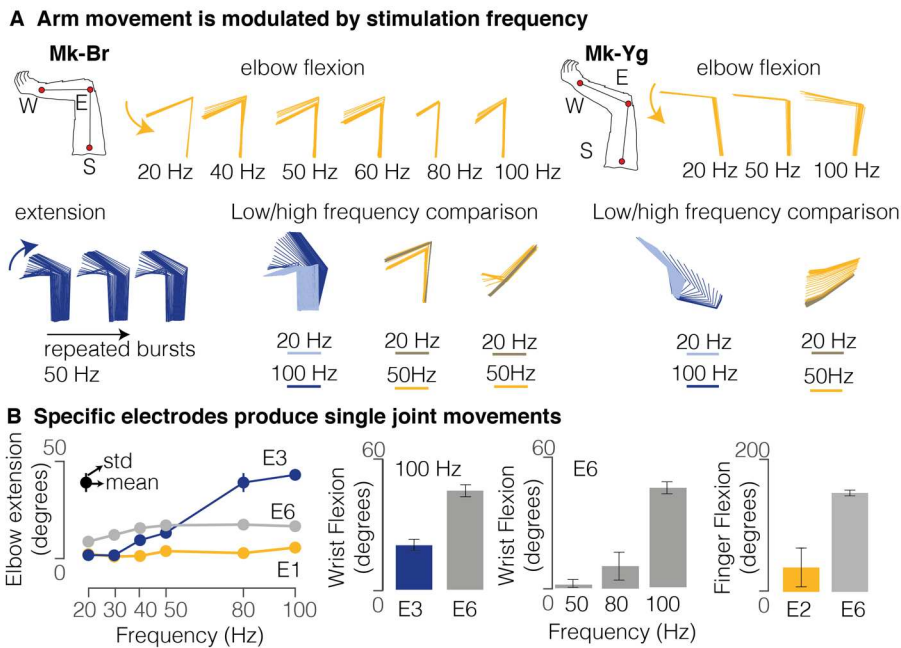 A Arm movement is modulated by stimulation frequency
Mk-Br
elbow flexion
W
E
S
20 Hz 40 Hz 50 Hz 60 Hz 80 Hz 100 Hz
Mk-Yg
elbow flexion
E
W
S
20 Hz 50 Hz 100 Hz
extension
repeated bursts
50 Hz
Low/high frequency comparison
20 Hz 20 Hz 20 Hz
100 Hz 50Hz 50Hz
Low/high frequency comparison
20 Hz 20 Hz
100 Hz 50Hz
B Specific electrodes produce single joint movements
Elbow extension
(degrees)
50
0
std
mean
E3
E6
E1
20 30 40 50 80 100
Frequency (Hz)
Wrist Flexion
(degrees)
60
0
100 Hz
E3 E6
Wrist Flexion
(degrees)
60
0
E6
50 80 100
Frequency (Hz)
Finger Flexion
(degrees)
200
0
E2 E6